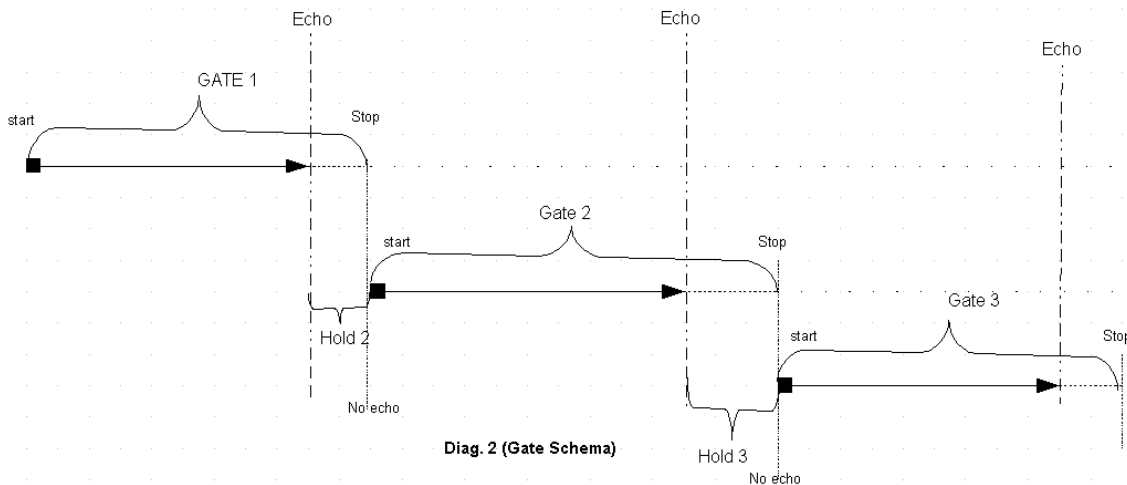 Echo
Echo
Echo
GATE 1
start
Stop
Gate 2
start
Stop
Gate 3
start
Stop
Hold 2
No echo
Diag. 2 (Gate Schema)
Hold 3
No echo